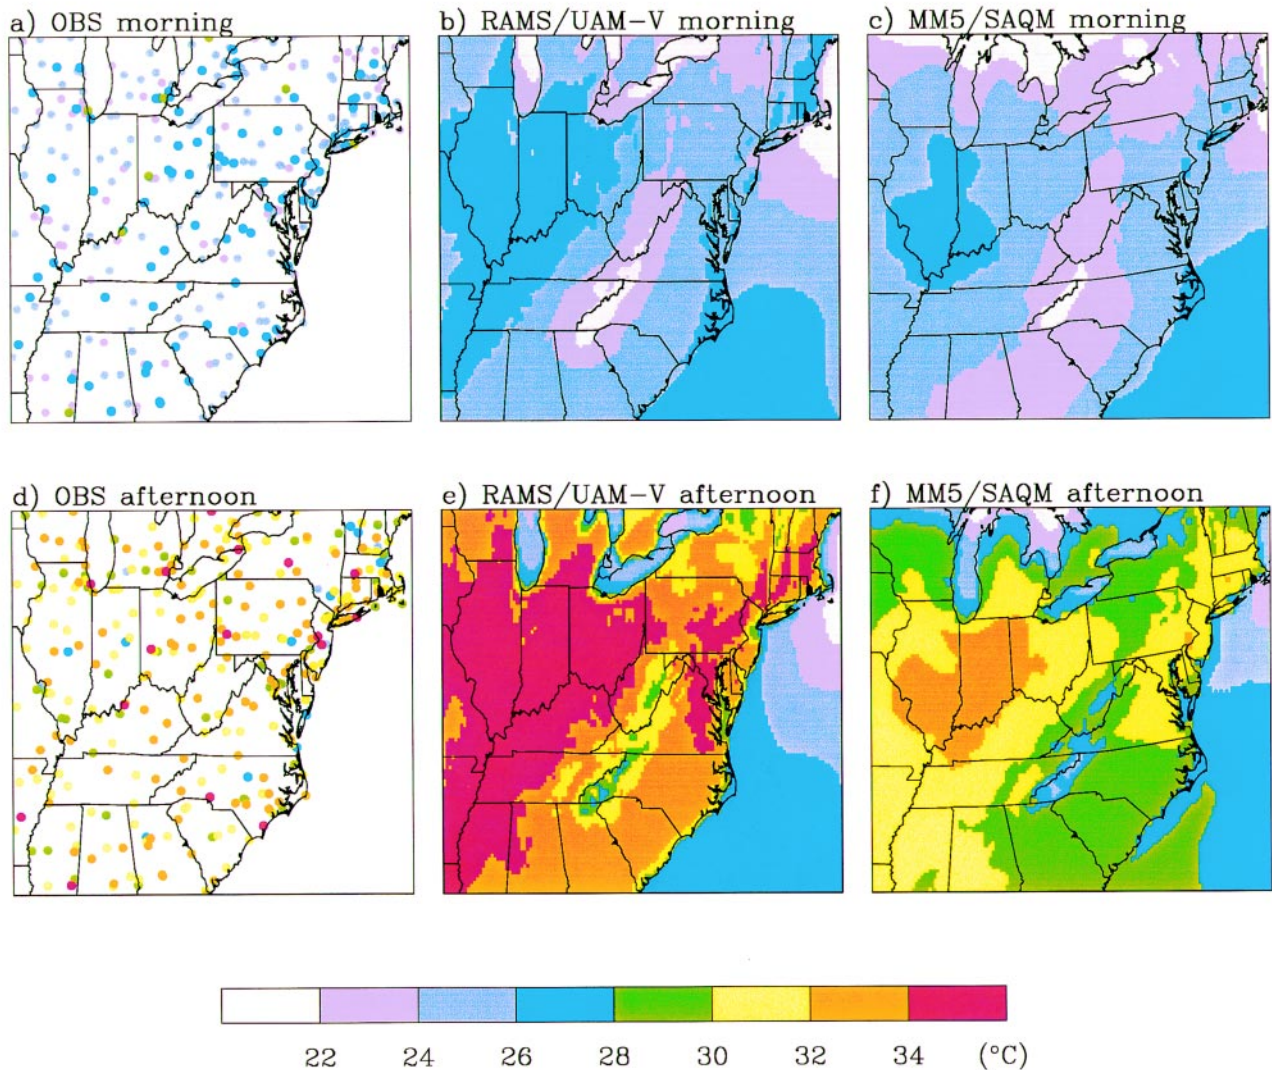 a) OBS morning
b) RAMS/UAM-V morning
c) MM5/SAQM morning
d) OBS afternoon
e) RAMS/UAM-V afternoon
f) MM5/SAQM afternoon
22 24 26 28 30 32 34 (°C)